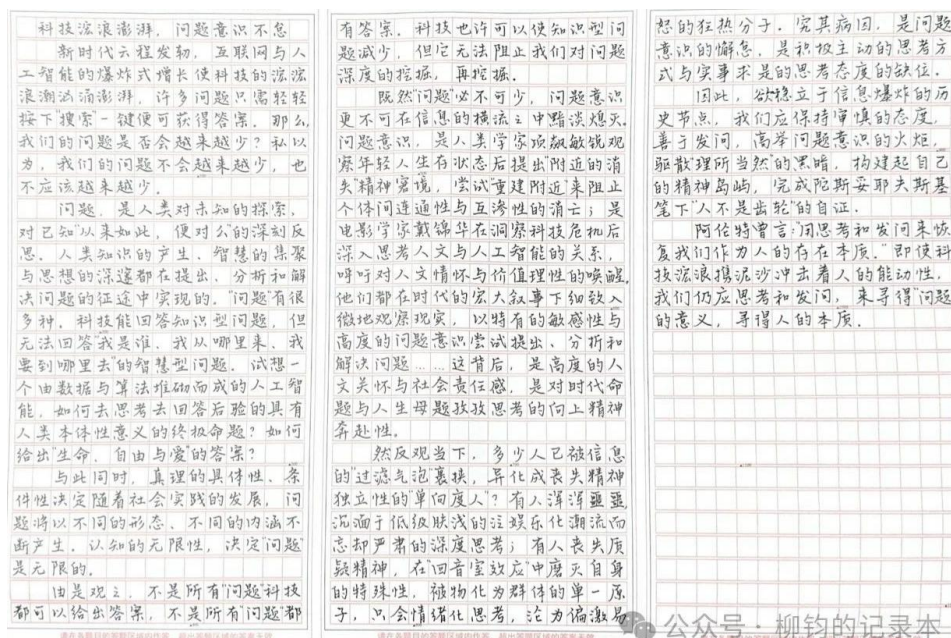 科技滚浪澎湃，问题意识不怠
新时代云程发轫，互联网与人
工智能的爆炸式增长使科技的滚滚
浪潮汹涌澎湃，许多问题只需轻轻
按下搜索一键便可获得答案。那么，
我们的问题是否会越来越少？私以
为，我们的问题不会越来越少，也
不应该越来越少。
问题，是人类对未知的探索，
对已知“从来如此，便对么”的深刻反
思。人类知识的产生、智慧的集聚
与思想的深邃都在提出、分析和解
决问题的征途中实现的。“问题”有很
多种，科技能回答知识型问题，但
无法回答“我是谁，我从哪里来，我
要到哪里去”的智慧型问题。试想一
个由数据与算法堆砌而成的人工智
能，如何去思考去回答后验的具有
人类本体性意义的终极命题？如何
给出“生命、自由与爱”的答案？
与此同时，真理的具体性、条
件性决定随着社会实践的发展，问
题将以不同的形态、不同的内涵不
断产生。认知的无限性，决定“问题”
是无限的。
由是观之，不是所有“问题”科技
都可以给出答案，不是所有“问题”都
有答案。科技也许可以使知识型问
题减少，但它无法阻止我们对问题
深度的挖掘，再挖掘。
既然“问题”必不可少，问题意识
更不可在信息的横流之中黯淡熄灭。
问题意识，是人类学家项飙敏锐观
察年轻人生存状态后提出“附近的消
失”精神窘境，尝试“重建附近”来阻止
个体间连通性与互渗性的消亡；是
电影学家戴锦华在洞察科技危机后
深入思考人文与人工智能的关系，
呼吁对人文情怀与价值理性的唤醒。
他们都在时代的宏大叙事下细致入
微地观察现实，以特有的敏感性与
高度的问题意识尝试提出、分析和
解决问题……这背后，是高度的人
文关怀与社会责任感，是对时代命
题与人生母题孜孜思考的向上精神
奔赴性。
然反观当下，多少人已被信息
的“过滤气泡”裹挟，异化成丧失精神
独立性的“单向度人”？有人浑浑噩噩，
沉湎于低级肤浅的泛娱乐化潮流而
忘却严肃的深度思考；有人丧失质
疑精神，在“回音室效应”中磨灭自身
的特殊性，被物化为群体的单一原
子，只会情绪化思考，沦为偏激易
怒的狂热分子。究其病因，是问题
意识的懈怠，是积极主动的思考方
式与实事求是的思考态度的缺位。
因此，欲稳立于信息爆炸的历
史节点，我们应保持审慎的态度，
善于发问，高举问题意识的火炬，
驱散“理所当然”的黑暗，构建起自己
的精神岛屿，完成陀斯妥耶夫斯基
笔下“人不是齿轮”的自证。
阿伦特曾言：“用思考和发问来恢
复我们作为人的存在本质。”即使科
技滚浪携泥沙冲击着人的能动性，
我们仍应思考和发问，来寻得“问题”
的意义，寻得人的本质。
公众号·柳钧的记录本